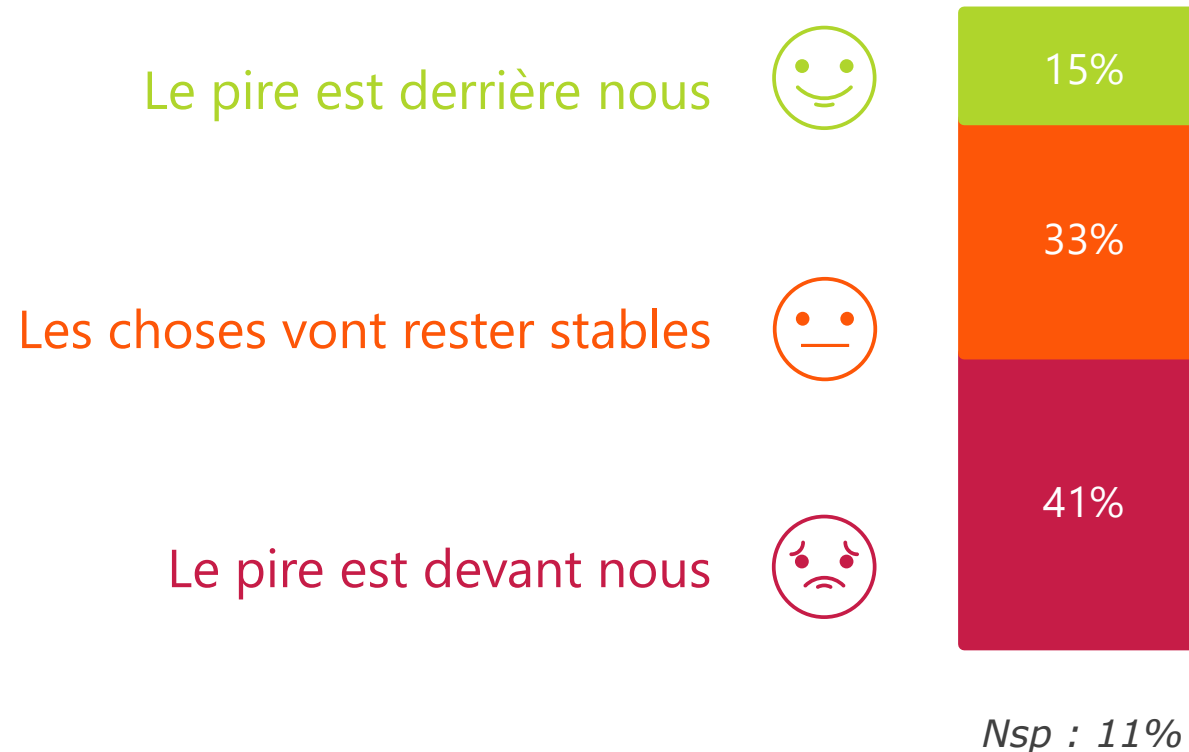 Le pire est derrière nous
15%
33%
Les choses vont rester stables
41%
Le pire est devant nous
Nsp : 11%